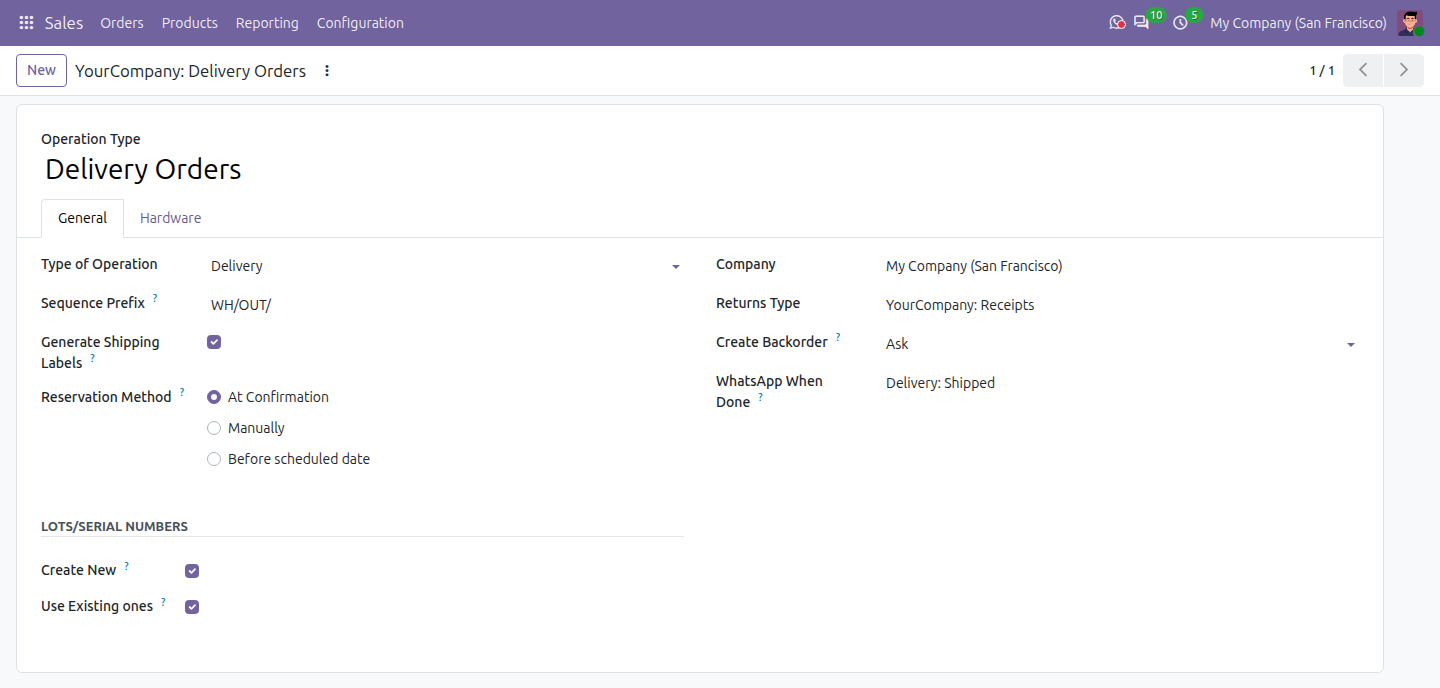 Sales Orders Products Reporting Configuration 10 5 My Company (San Francisco)
New YourCompany: Delivery Orders 1 / 1
Operation Type
Delivery Orders
General Hardware
Type of Operation Delivery
Sequence Prefix ? WH/OUT/
Generate Shipping
Labels ?
Reservation Method ? At Confirmation
Manually
Before scheduled date
Company My Company (San Francisco)
Returns Type YourCompany: Receipts
Create Backorder ? Ask
WhatsApp When Delivery: Shipped
Done ?
LOTS/SERIAL NUMBERS
Create New ?
Use Existing ones ?